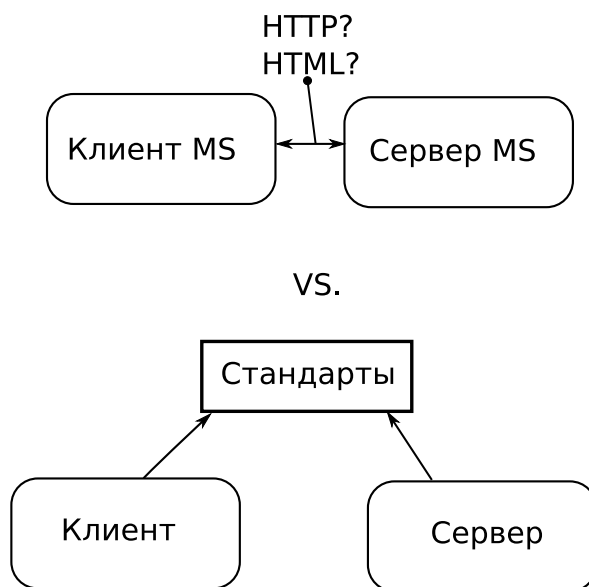 HTTP?
HTML?
Клиент MS
Сервер MS
vs.
Стандарты
Клиент
Сервер